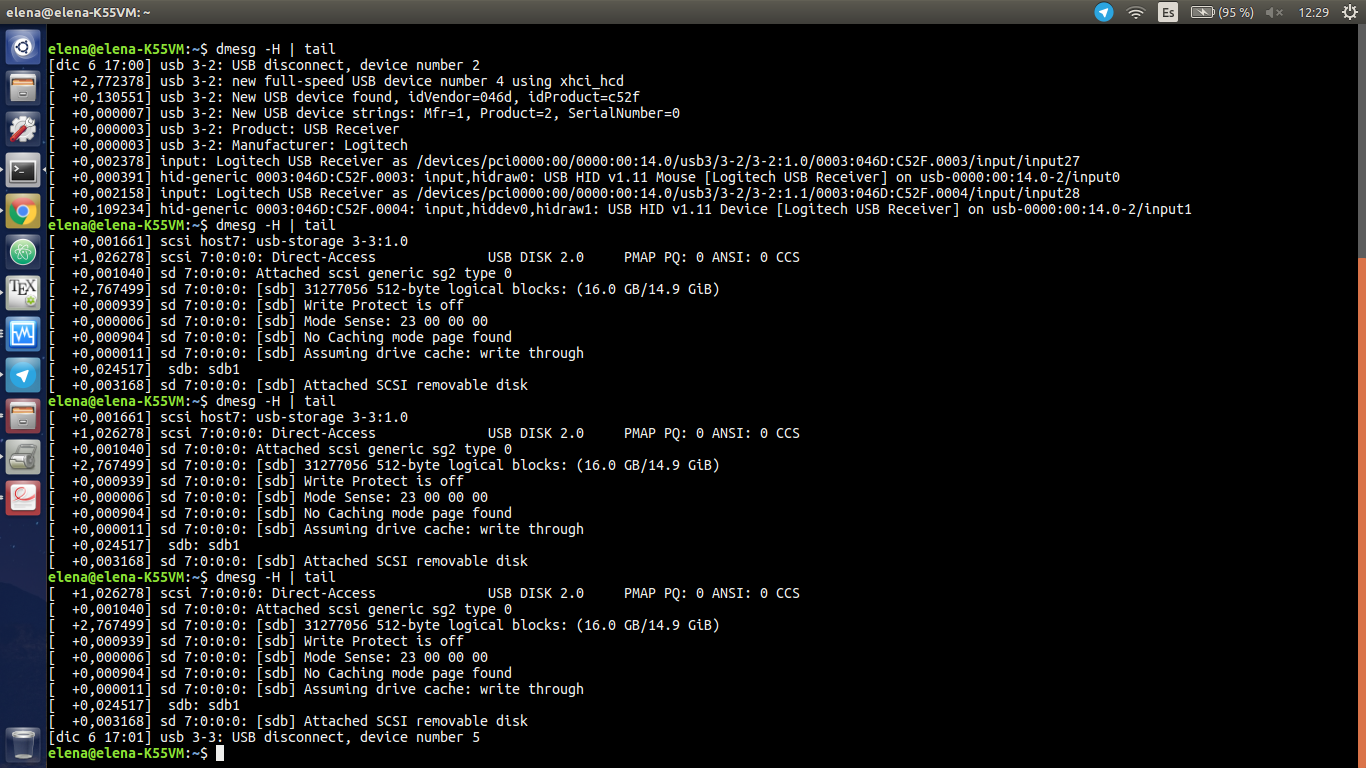 elena@elena-K55VM: ~
Es
(95 %)
12:29
elena@elena-K55VM:~$ dmesg -H | tail
[dic 6 17:00] usb 3-2: USB disconnect, device number 2
[  +2,772378] usb 3-2: new full-speed USB device number 4 using xhci_hcd
[  +0,130551] usb 3-2: New USB device found, idVendor=046d, idProduct=c52f
[  +0,000007] usb 3-2: New USB device strings: Mfr=1, Product=2, SerialNumber=0
[  +0,000003] usb 3-2: Product: USB Receiver
[  +0,000003] usb 3-2: Manufacturer: Logitech
[  +0,002378] input: Logitech USB Receiver as /devices/pci0000:00/0000:00:14.0/usb3/3-2/3-2:1.0/0003:046D:C52F.0003/input/input27
[  +0,000391] hid-generic 0003:046D:C52F.0003: input,hidraw0: USB HID v1.11 Mouse [Logitech USB Receiver] on usb-0000:00:14.0-2/input0
[  +0,002158] input: Logitech USB Receiver as /devices/pci0000:00/0000:00:14.0/usb3/3-2/3-2:1.1/0003:046D:C52F.0004/input/input28
[  +0,109234] hid-generic 0003:046D:C52F.0004: input,hiddev0,hidraw1: USB HID v1.11 Device [Logitech USB Receiver] on usb-0000:00:14.0-2/input1
elena@elena-K55VM:~$ dmesg -H | tail
[  +0,001661] scsi host7: usb-storage 3-3:1.0
[  +1,026278] scsi 7:0:0:0: Direct-Access              USB DISK 2.0     PMAP PQ: 0 ANSI: 0 CCS
[  +0,001040] sd 7:0:0:0: Attached scsi generic sg2 type 0
[  +2,767499] sd 7:0:0:0: [sdb] 31277056 512-byte logical blocks: (16.0 GB/14.9 GiB)
[  +0,000939] sd 7:0:0:0: [sdb] Write Protect is off
[  +0,000006] sd 7:0:0:0: [sdb] Mode Sense: 23 00 00 00
[  +0,000904] sd 7:0:0:0: [sdb] No Caching mode page found
[  +0,000011] sd 7:0:0:0: [sdb] Assuming drive cache: write through
[  +0,024517]  sdb: sdb1
[  +0,003168] sd 7:0:0:0: [sdb] Attached SCSI removable disk
elena@elena-K55VM:~$ dmesg -H | tail
[  +0,001661] scsi host7: usb-storage 3-3:1.0
[  +1,026278] scsi 7:0:0:0: Direct-Access              USB DISK 2.0     PMAP PQ: 0 ANSI: 0 CCS
[  +0,001040] sd 7:0:0:0: Attached scsi generic sg2 type 0
[  +2,767499] sd 7:0:0:0: [sdb] 31277056 512-byte logical blocks: (16.0 GB/14.9 GiB)
[  +0,000939] sd 7:0:0:0: [sdb] Write Protect is off
[  +0,000006] sd 7:0:0:0: [sdb] Mode Sense: 23 00 00 00
[  +0,000904] sd 7:0:0:0: [sdb] No Caching mode page found
[  +0,000011] sd 7:0:0:0: [sdb] Assuming drive cache: write through
[  +0,024517]  sdb: sdb1
[  +0,003168] sd 7:0:0:0: [sdb] Attached SCSI removable disk
elena@elena-K55VM:~$ dmesg -H | tail
[  +1,026278] scsi 7:0:0:0: Direct-Access              USB DISK 2.0     PMAP PQ: 0 ANSI: 0 CCS
[  +0,001040] sd 7:0:0:0: Attached scsi generic sg2 type 0
[  +2,767499] sd 7:0:0:0: [sdb] 31277056 512-byte logical blocks: (16.0 GB/14.9 GiB)
[  +0,000939] sd 7:0:0:0: [sdb] Write Protect is off
[  +0,000006] sd 7:0:0:0: [sdb] Mode Sense: 23 00 00 00
[  +0,000904] sd 7:0:0:0: [sdb] No Caching mode page found
[  +0,000011] sd 7:0:0:0: [sdb] Assuming drive cache: write through
[  +0,024517]  sdb: sdb1
[  +0,003168] sd 7:0:0:0: [sdb] Attached SCSI removable disk
[dic 6 17:01] usb 3-3: USB disconnect, device number 5
elena@elena-K55VM:~$
TEX